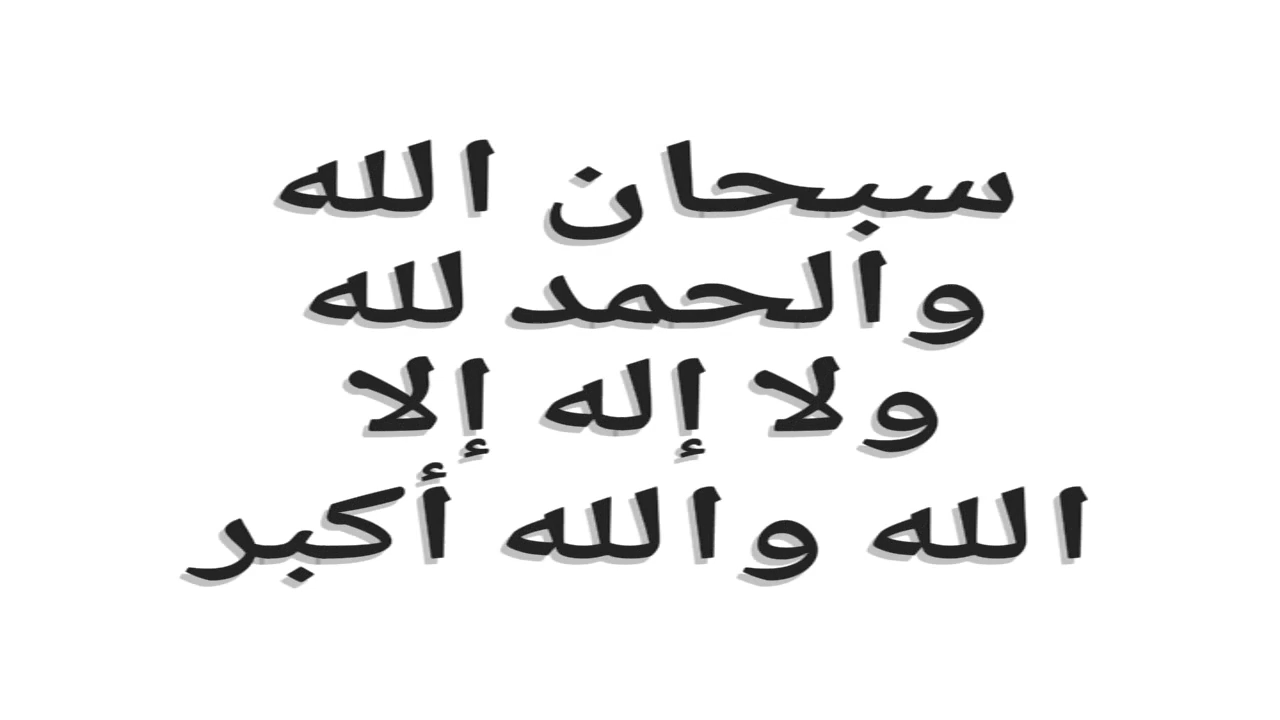 سبحان الله
والحمد لله
ولا إله إلا
الله والله أكبر